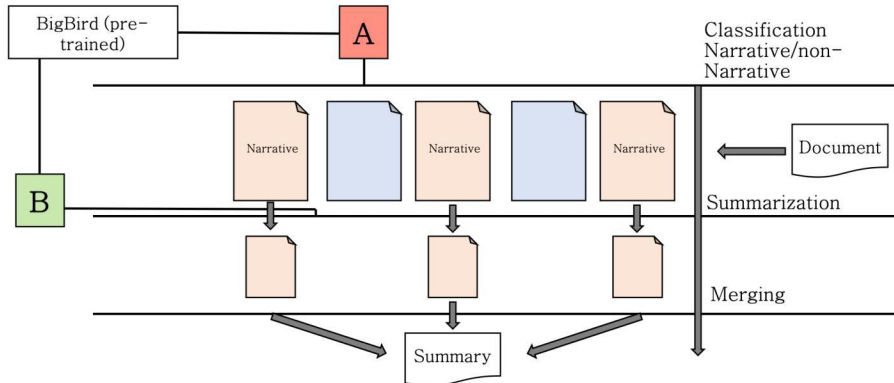 BigBird (pre-
trained)
A
Classification
Narrative/non-
Narrative
Narrative
Narrative
Narrative
Document
B
Summarization
Merging
Summary